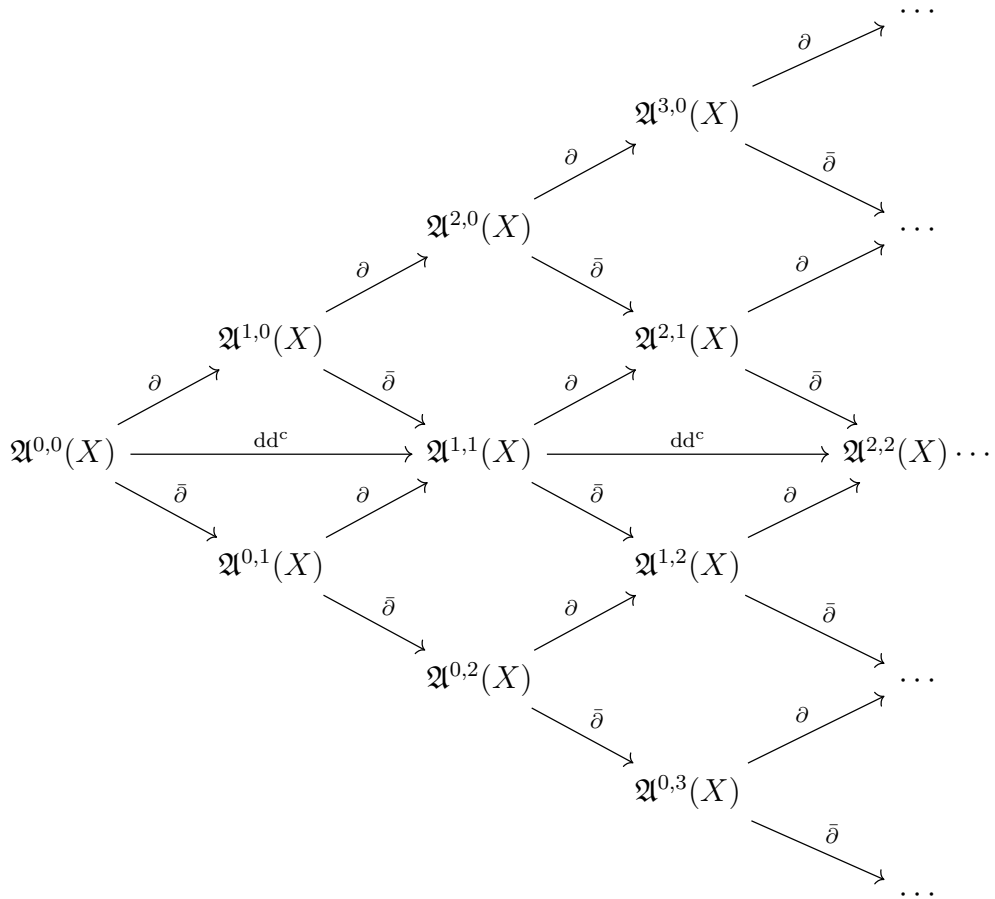 ⋯
∂
𝔄^{3,0}(X)
∂ ∂̄
𝔄^{2,0}(X) ⋯
∂ ∂̄ ∂
𝔄^{1,0}(X) 𝔄^{2,1}(X)
∂ ∂̄ ∂ ∂̄
𝔄^{0,0}(X) dd^c 𝔄^{1,1}(X) dd^c 𝔄^{2,2}(X) ⋯
∂̄ ∂ ∂̄ ∂
𝔄^{0,1}(X) 𝔄^{1,2}(X)
∂̄ ∂ ∂̄
𝔄^{0,2}(X) ⋯
∂̄ ∂
𝔄^{0,3}(X)
∂̄
⋯